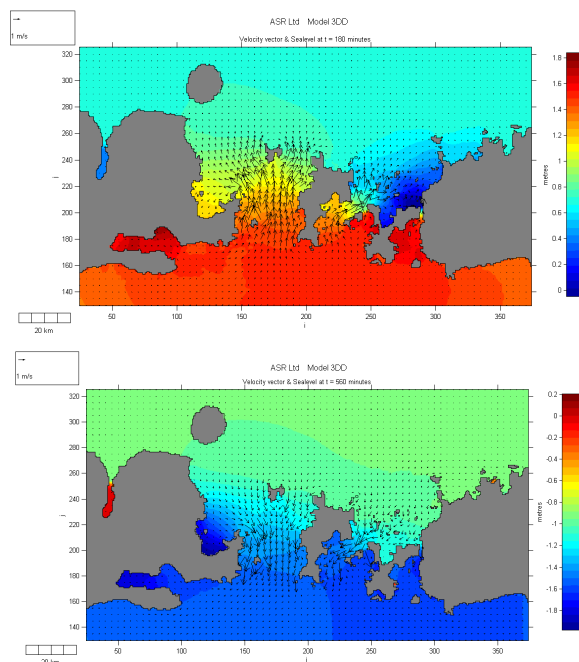 ASR Ltd Model 3DD
1 m/s
Velocity vector & Sealevel at t = 180 minutes
320
300
280
260
240
220
200
180
160
140
j
50 100 150 200 250 300 350
i
20 km
1.8
1.6
1.4
1.2
1
0.8
0.6
0.4
0.2
0
metres
ASR Ltd Model 3DD
1 m/s
Velocity vector & Sealevel at t = 560 minutes
320
300
280
260
240
220
200
180
160
140
j
50 100 150 200 250 300 350
i
20 km
0.2
0
-0.2
-0.4
-0.6
-0.8
-1
-1.2
-1.4
-1.6
-1.8
metres